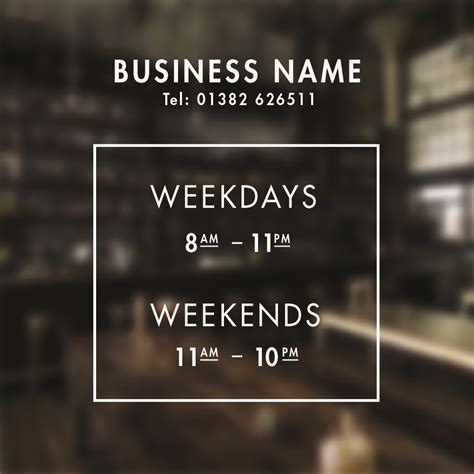 BUSINESS NAME
Tel: 01382 626511
WEEKDAYS
8AM – 11PM
WEEKENDS
11AM – 10PM